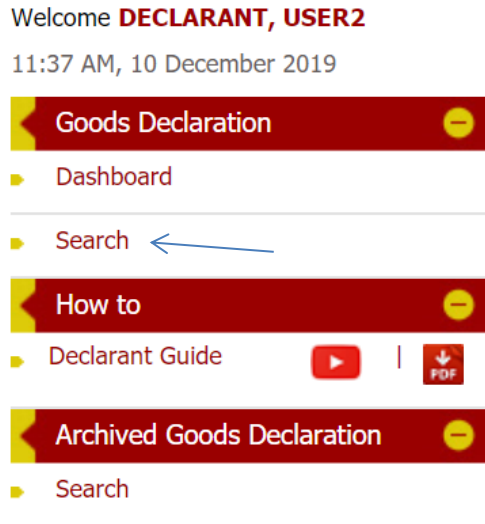 Welcome DECLARANT, USER2
11:37 AM, 10 December 2019
Goods Declaration
Dashboard
Search
How to
Declarant Guide | PDF
Archived Goods Declaration
Search